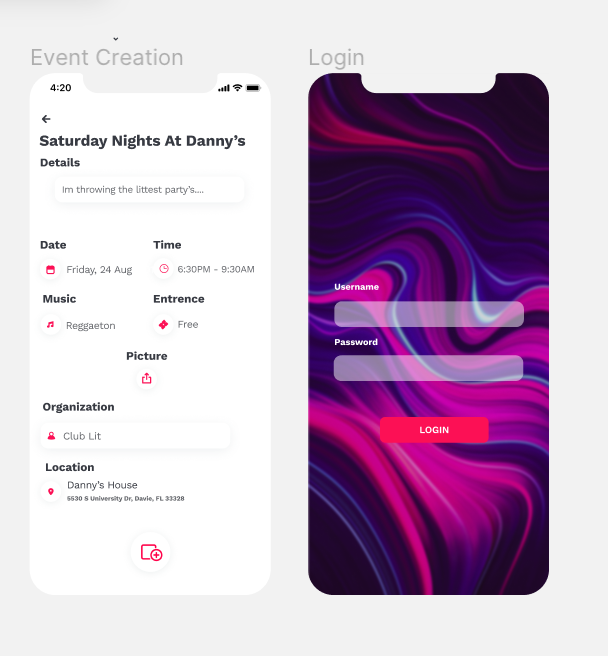 Event Creation
4:20
Saturday Nights At Danny's
Details
Im throwing the littest party's....
Date
Time
Friday, 24 Aug
6:30PM - 9:30AM
Music
Entrence
Reggaeton
Free
Picture
Organization
Club Lit
Location
Danny's House
5530 S University Dr, Davie, FL 33328
Login
Username
Password
LOGIN